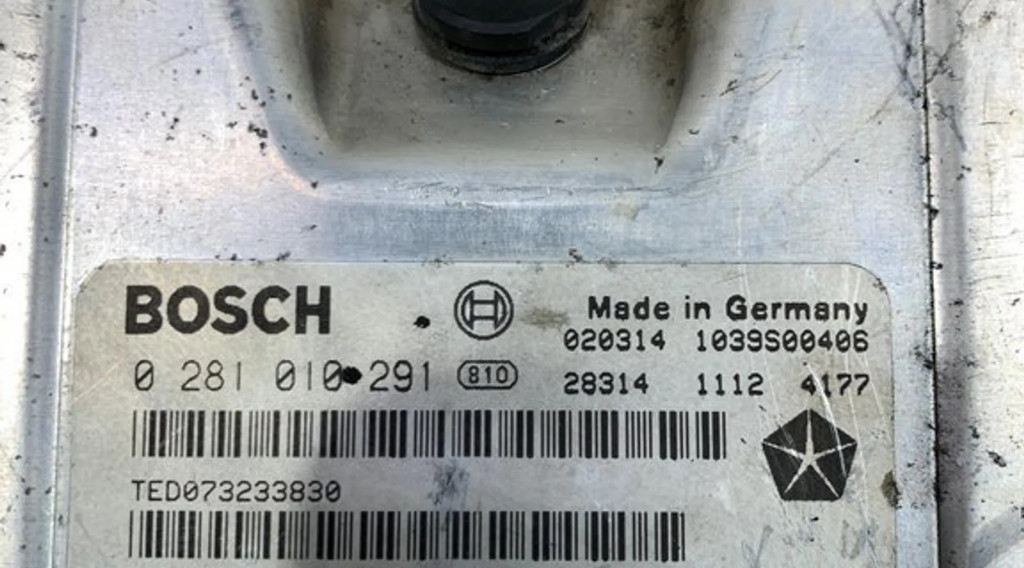 BOSCH
Made in Germany
020314 1039S00406
0 281 010 291 810
28314 1112 4177
TED073233830